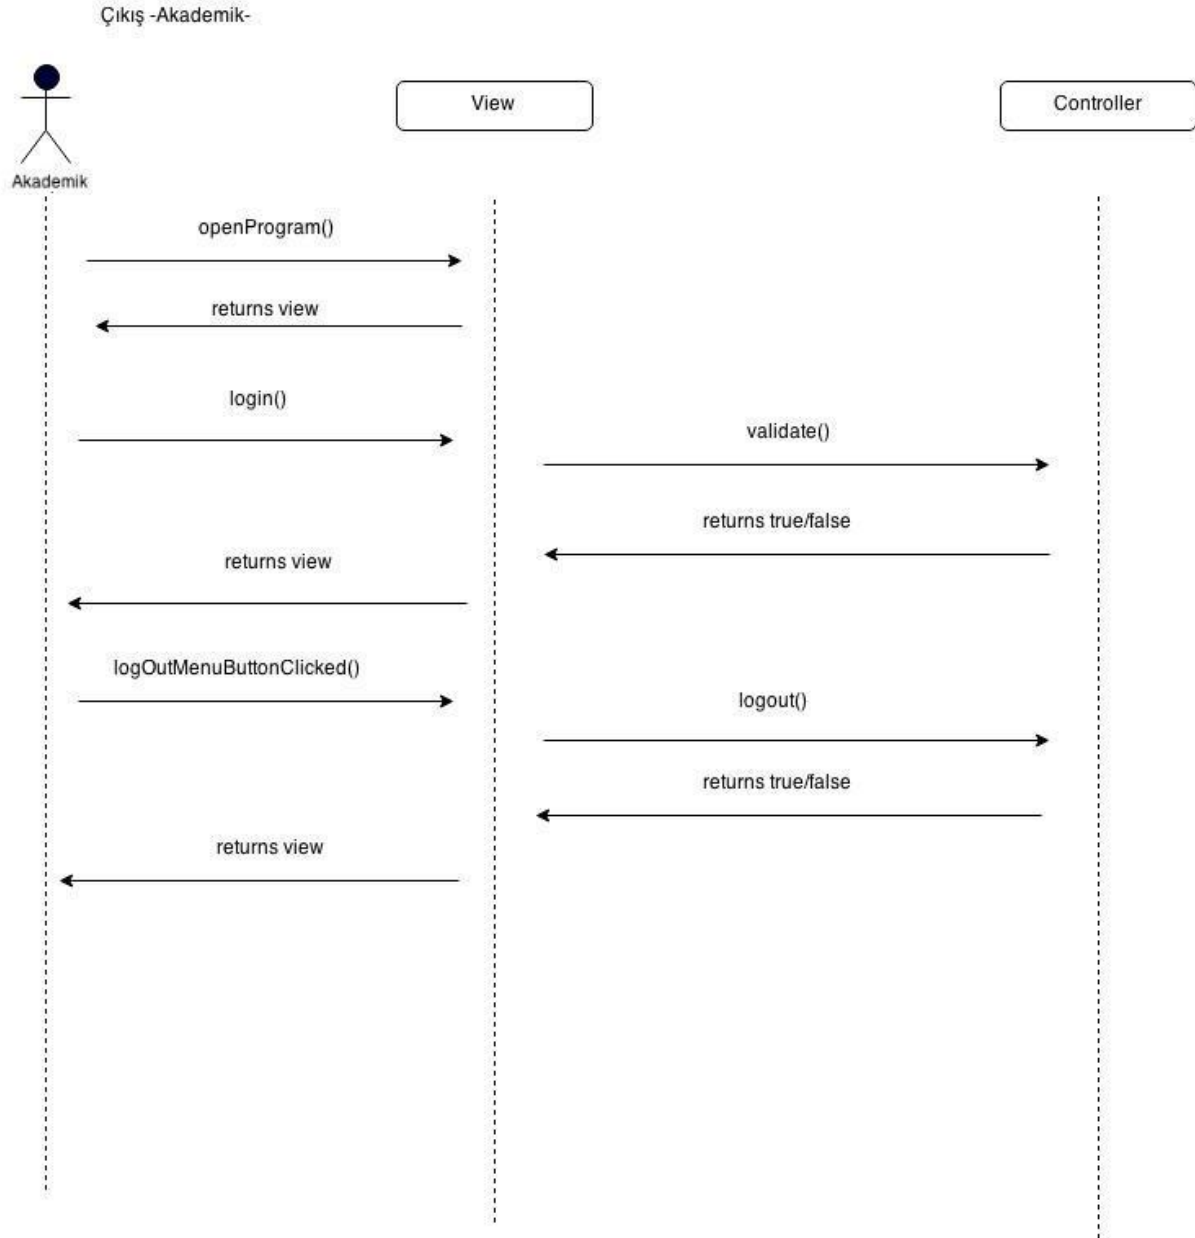 Çıkış -Akademik-
View
Controller
Akademik
openProgram()
returns view
login()
validate()
returns true/false
returns view
logOutMenuButtonClicked()
logout()
returns true/false
returns view